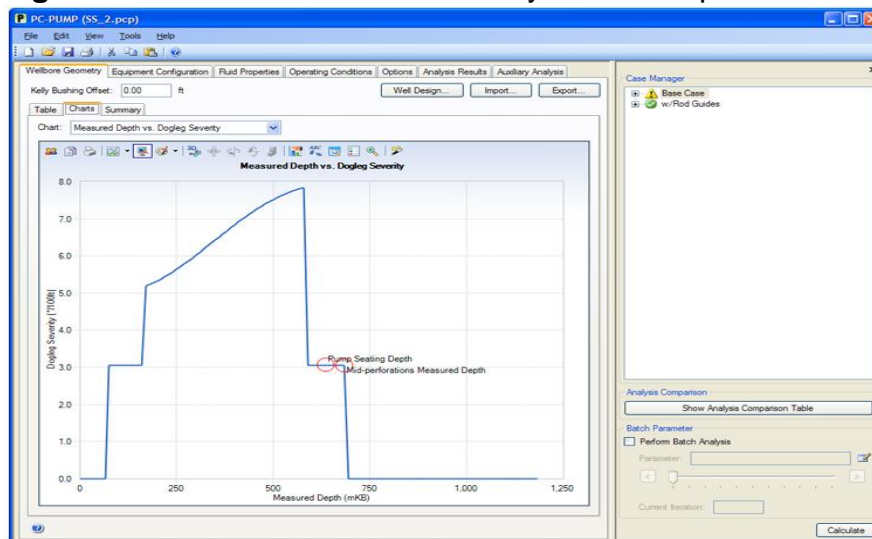 PC-PUMP (SS_2.pcp)
File Edit View Tools Help
Wellbore Geometry Equipment Configuration Fluid Properties Operating Conditions Options Analysis Results Auxiliary Analysis
Kelly Bushing Offset: 0.00 ft Well Design... Import... Export...
Table Charts Summary
Chart: Measured Depth vs. Dogleg Severity
Measured Depth vs. Dogleg Severity
8.0
7.0
6.0
5.0
4.0
3.0
2.0
1.0
0.0
Dogleg Severity [°/100ft]
Pump Seating Depth
Mid-perforations Measured Depth
0 250 500 750 1,000 1,250
Measured Depth (mKB)
Case Manager
Base Case
w/Rod Guides
Analysis Comparison
Show Analysis Comparison Table
Batch Parameter
Perform Batch Analysis
Parameter:
< >
Current Iteration:
Calculate